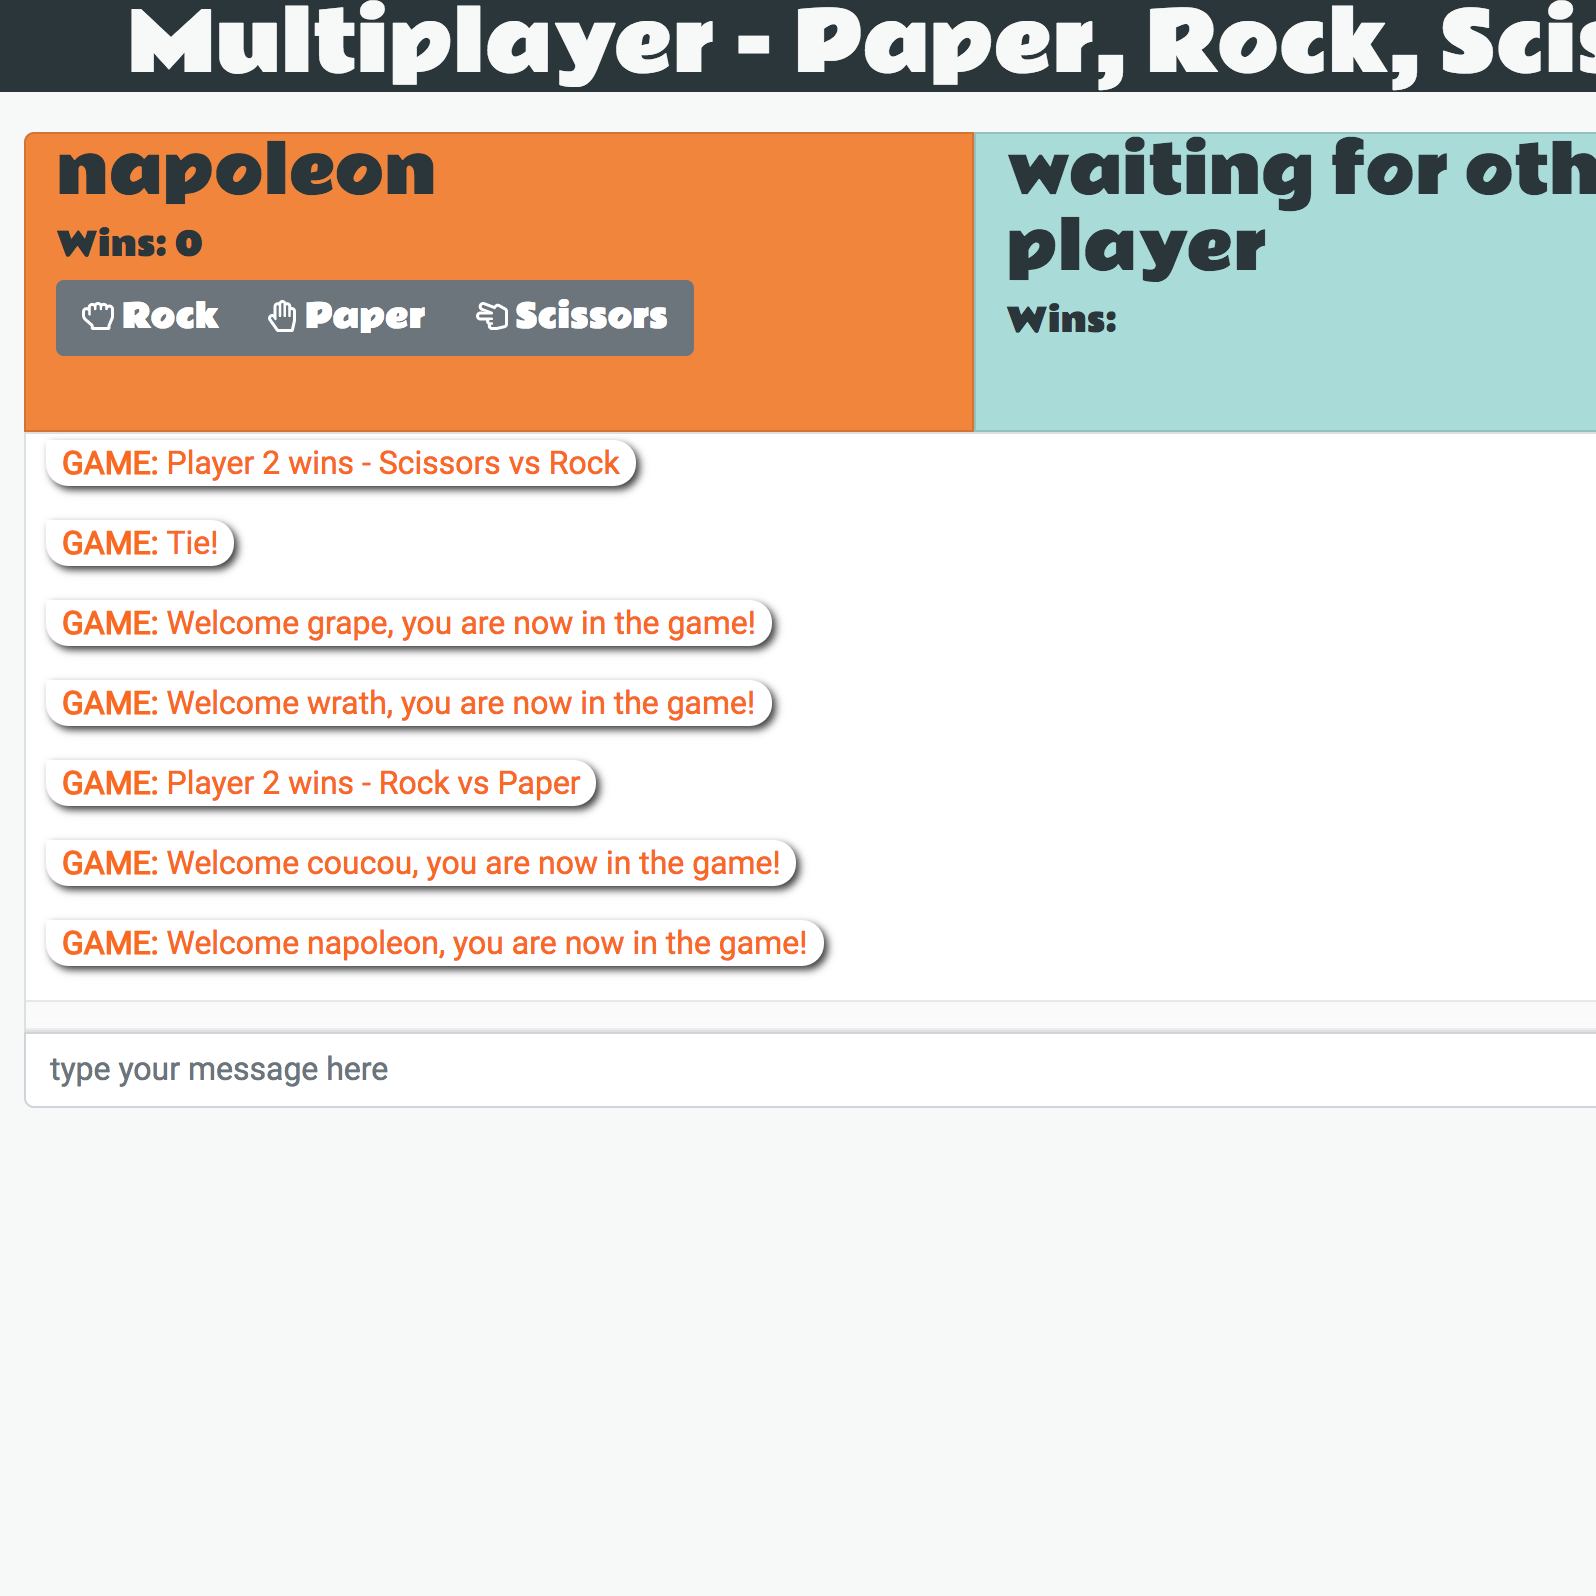 Multiplayer - Paper, Rock,
napoleon
Wins: 0
Rock Paper Scissors
waiting for
player
Wins:
GAME: Player 2 wins - Scissors vs Rock
GAME: Tie!
GAME: Welcome grape, you are now in the game!
GAME: Welcome wrath, you are now in the game!
GAME: Player 2 wins - Rock vs Paper
GAME: Welcome coucou, you are now in the game!
GAME: Welcome napoleon, you are now in the game!
type your message here